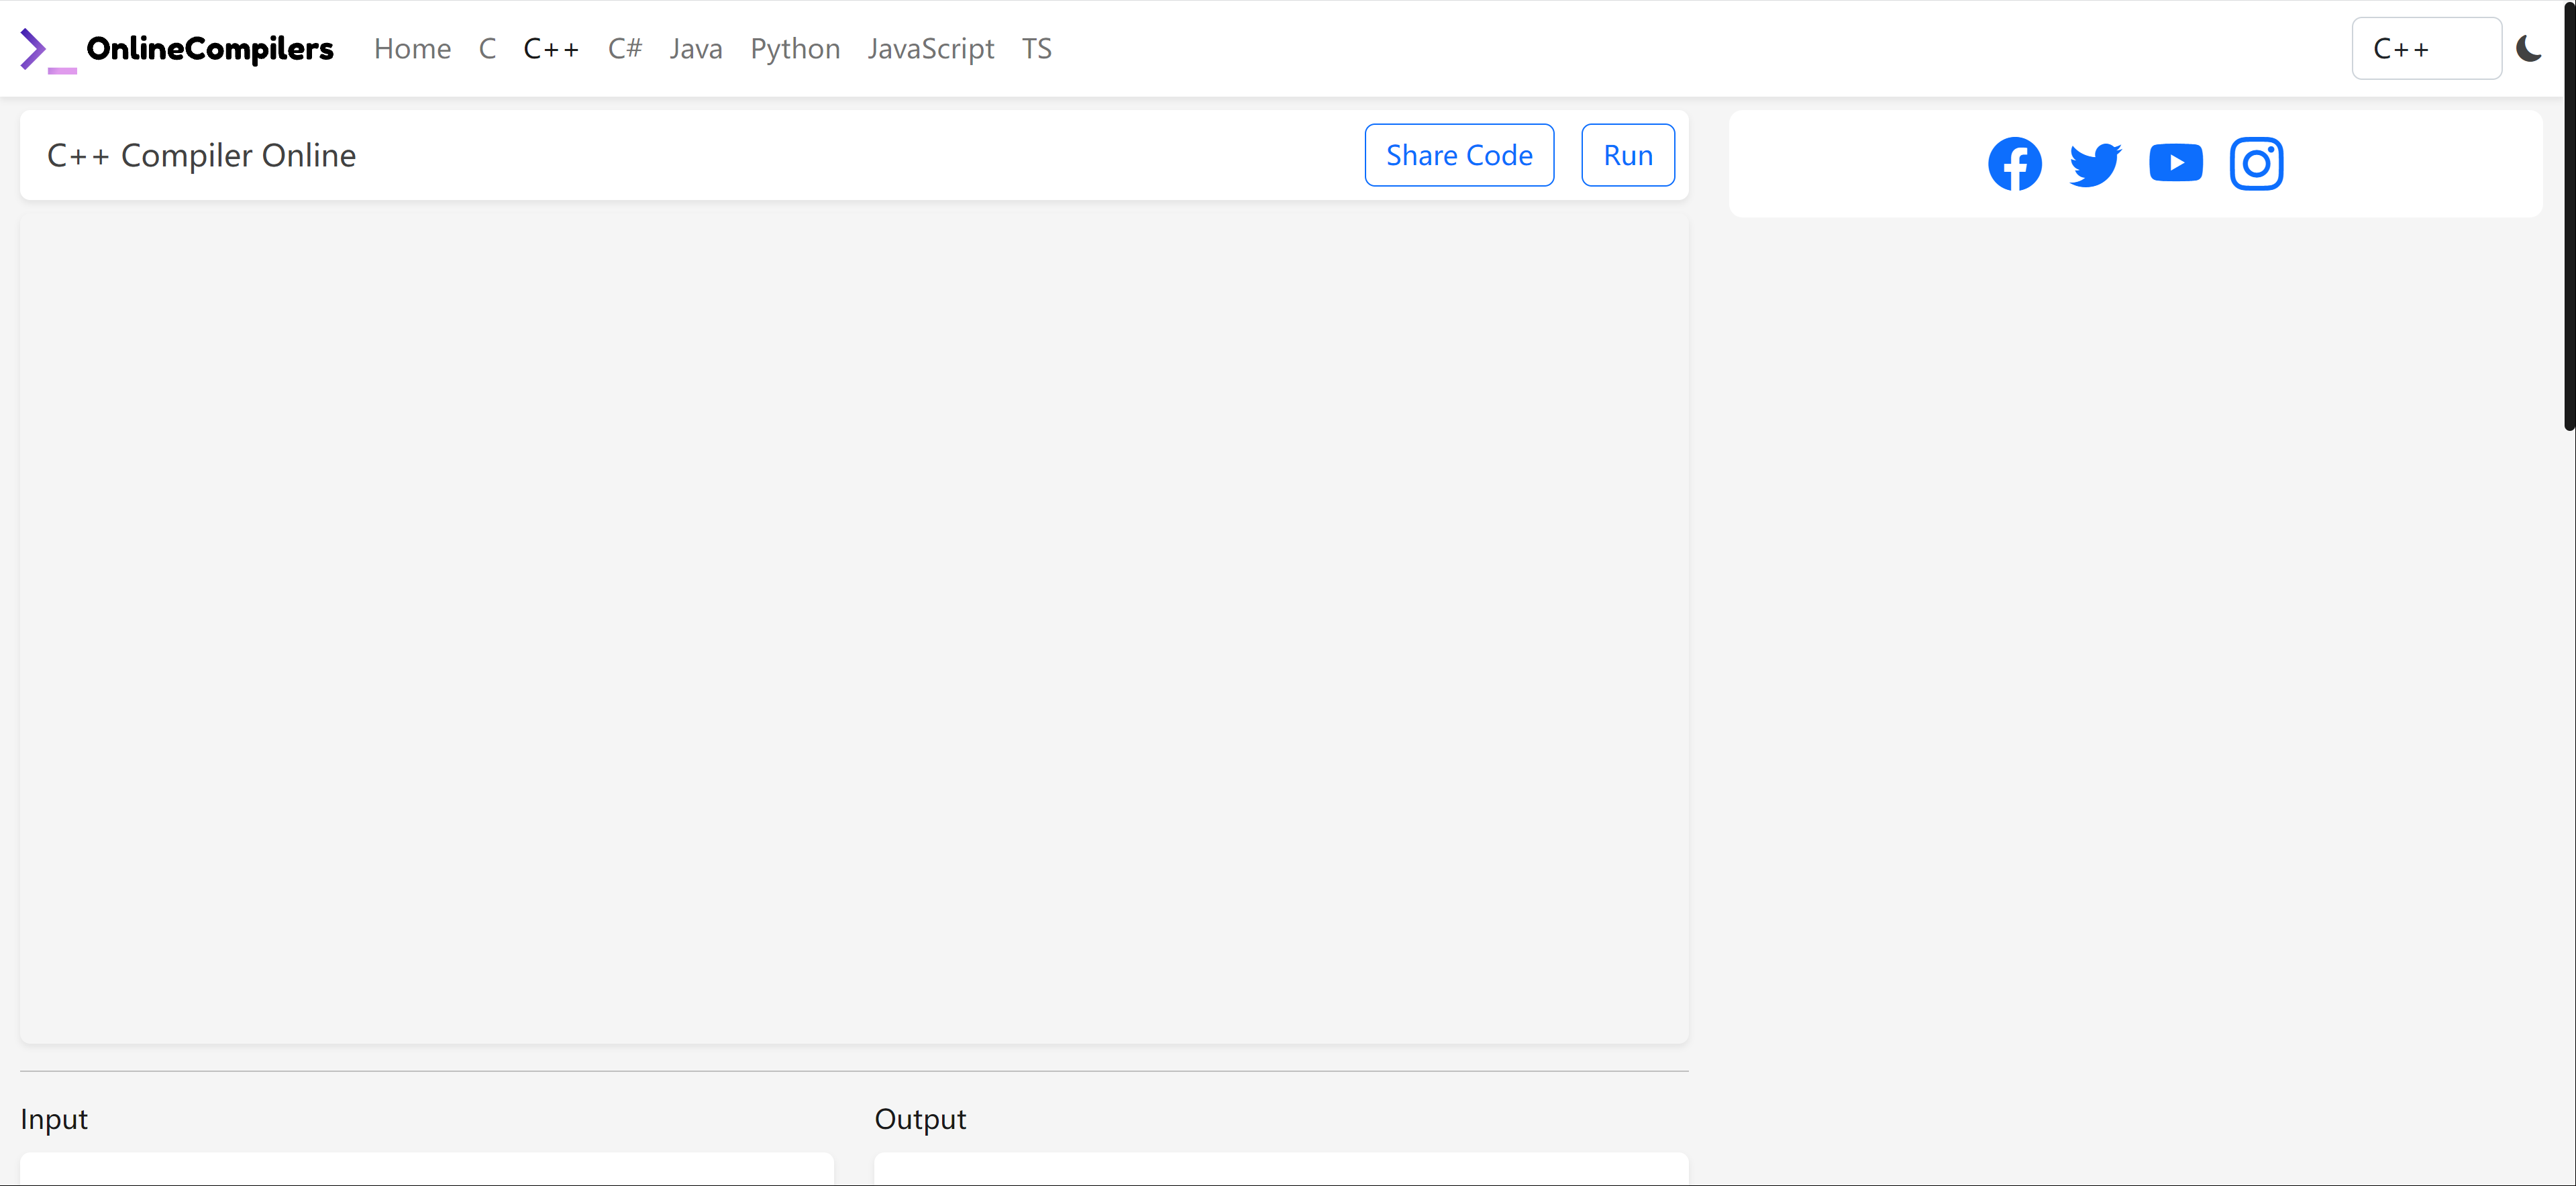 OnlineCompilers Home C C++ C# Java Python JavaScript TS C++
C++ Compiler Online Share Code Run
Input Output